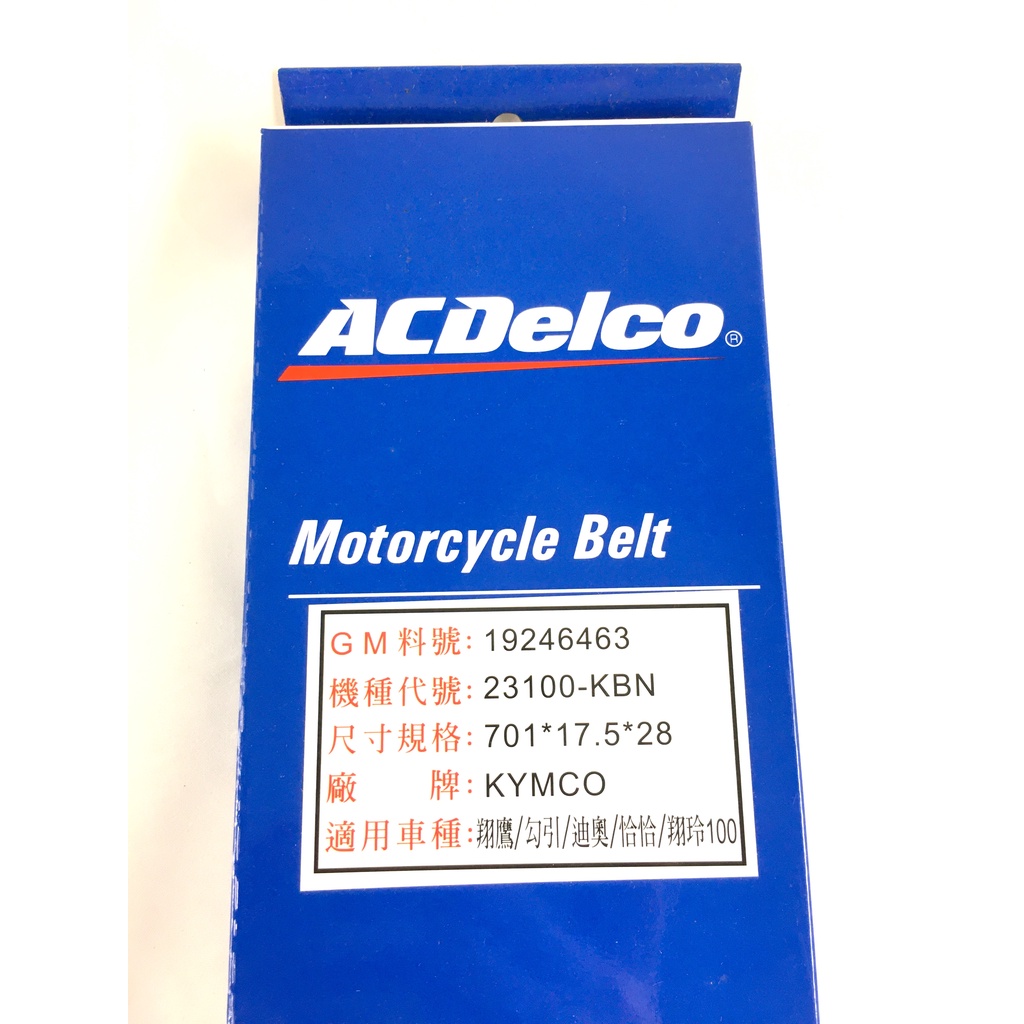 ACDelco®
Motorcycle Belt
GM料號: 19246463
機種代號: 23100-KBN
尺寸規格: 701*17.5*28
廠 牌: KYMCO
適用車種: 翔鷹/勾引/迪奧/恰恰/翔玲100